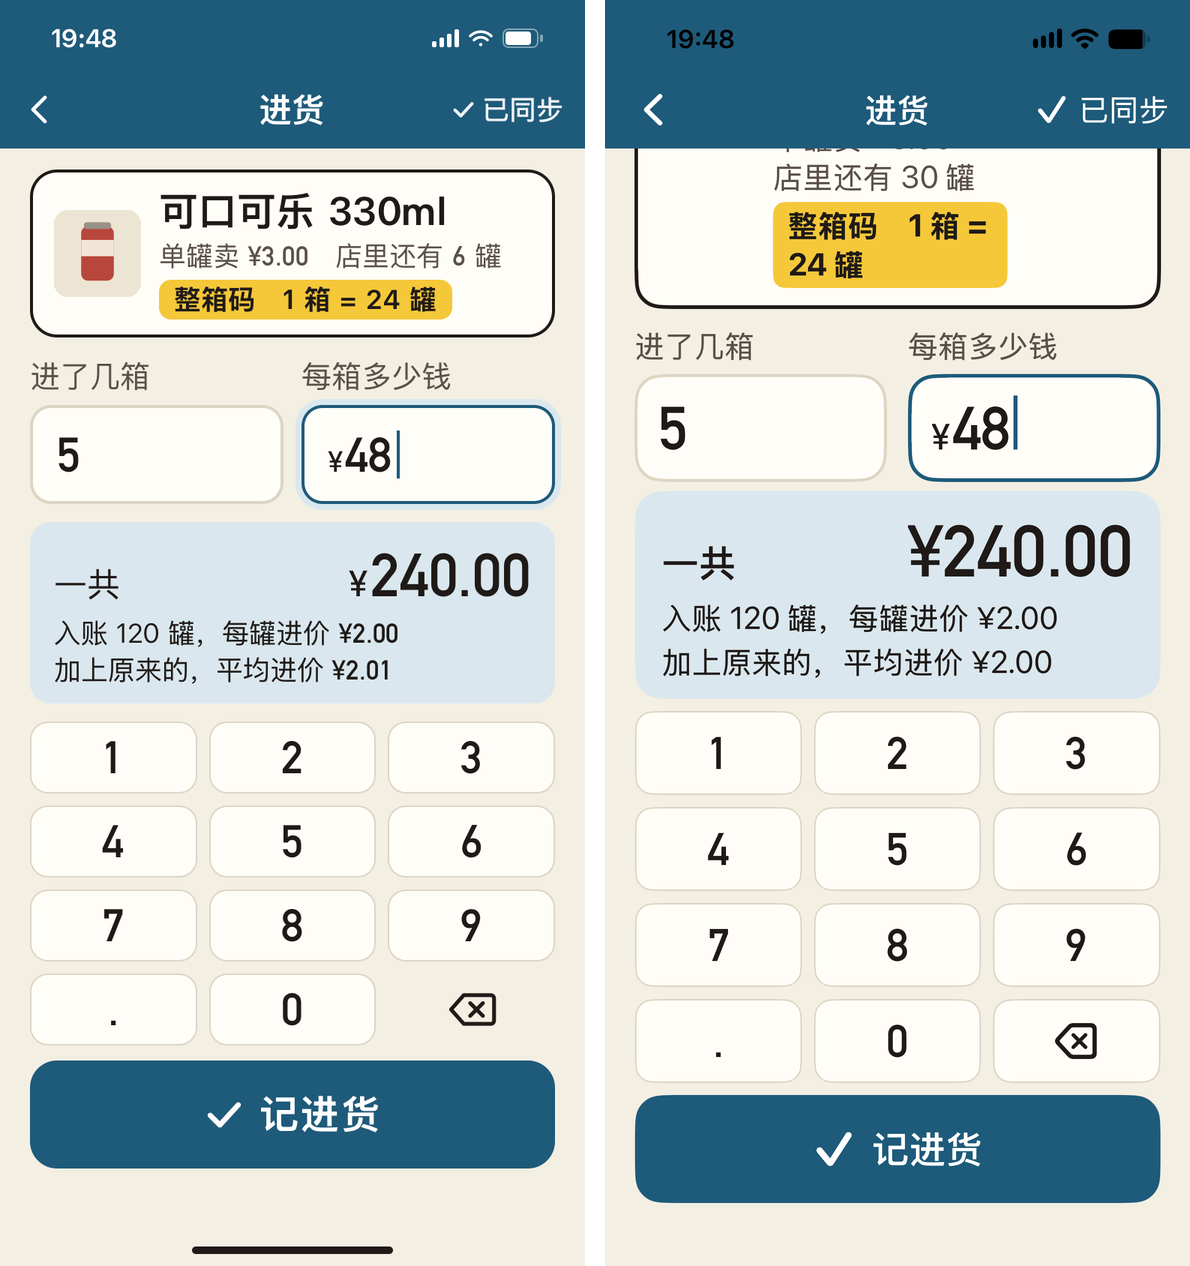 19:48
进货
已同步
可口可乐 330ml
单罐卖 ¥3.00 店里还有 6 罐
整箱码 1 箱 = 24 罐
进了几箱
每箱多少钱
5
¥48
一共
¥240.00
入账 120 罐，每罐进价 ¥2.00
加上原来的，平均进价 ¥2.01
1
2
3
4
5
6
7
8
9
.
0
记进货
19:48
进货
已同步
店里还有 30 罐
整箱码 1 箱 =
24 罐
进了几箱
每箱多少钱
5
¥48
一共
¥240.00
入账 120 罐，每罐进价 ¥2.00
加上原来的，平均进价 ¥2.00
1
2
3
4
5
6
7
8
9
.
0
记进货